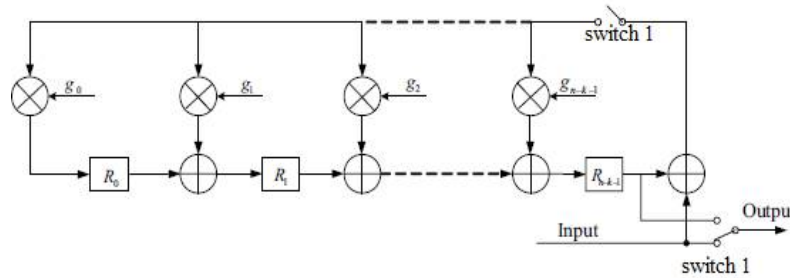 switch 1
g₀
g₁
g₂
gₙ₋ₖ₋₁
R₀
R₁
Rₙ₋ₖ₋₁
Input
Outpu
switch 1